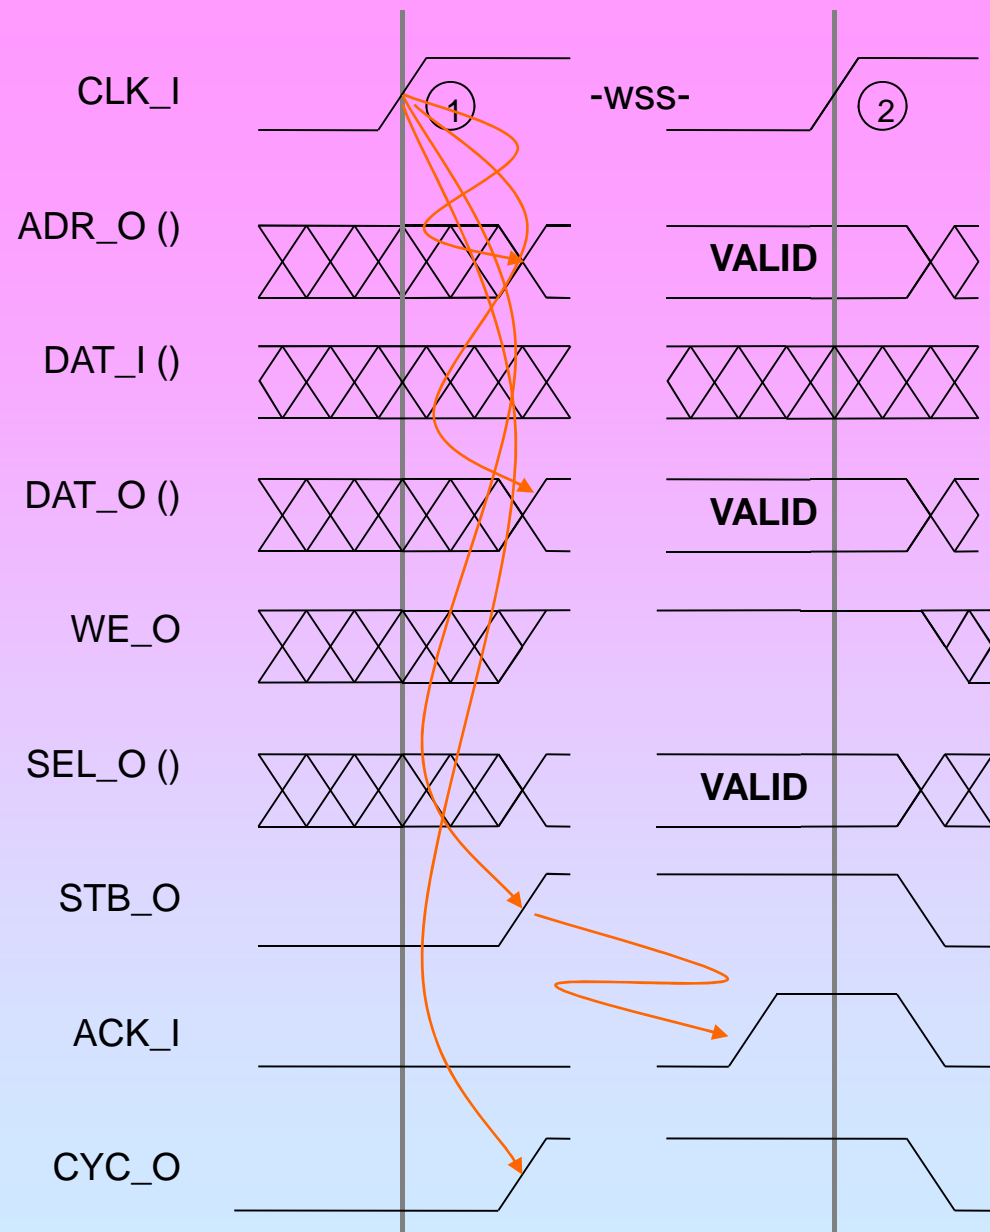 CLK_I
1
-wss-
2
ADR_O ()
VALID
DAT_I ()
DAT_O ()
VALID
WE_O
SEL_O ()
VALID
STB_O
ACK_I
CYC_O